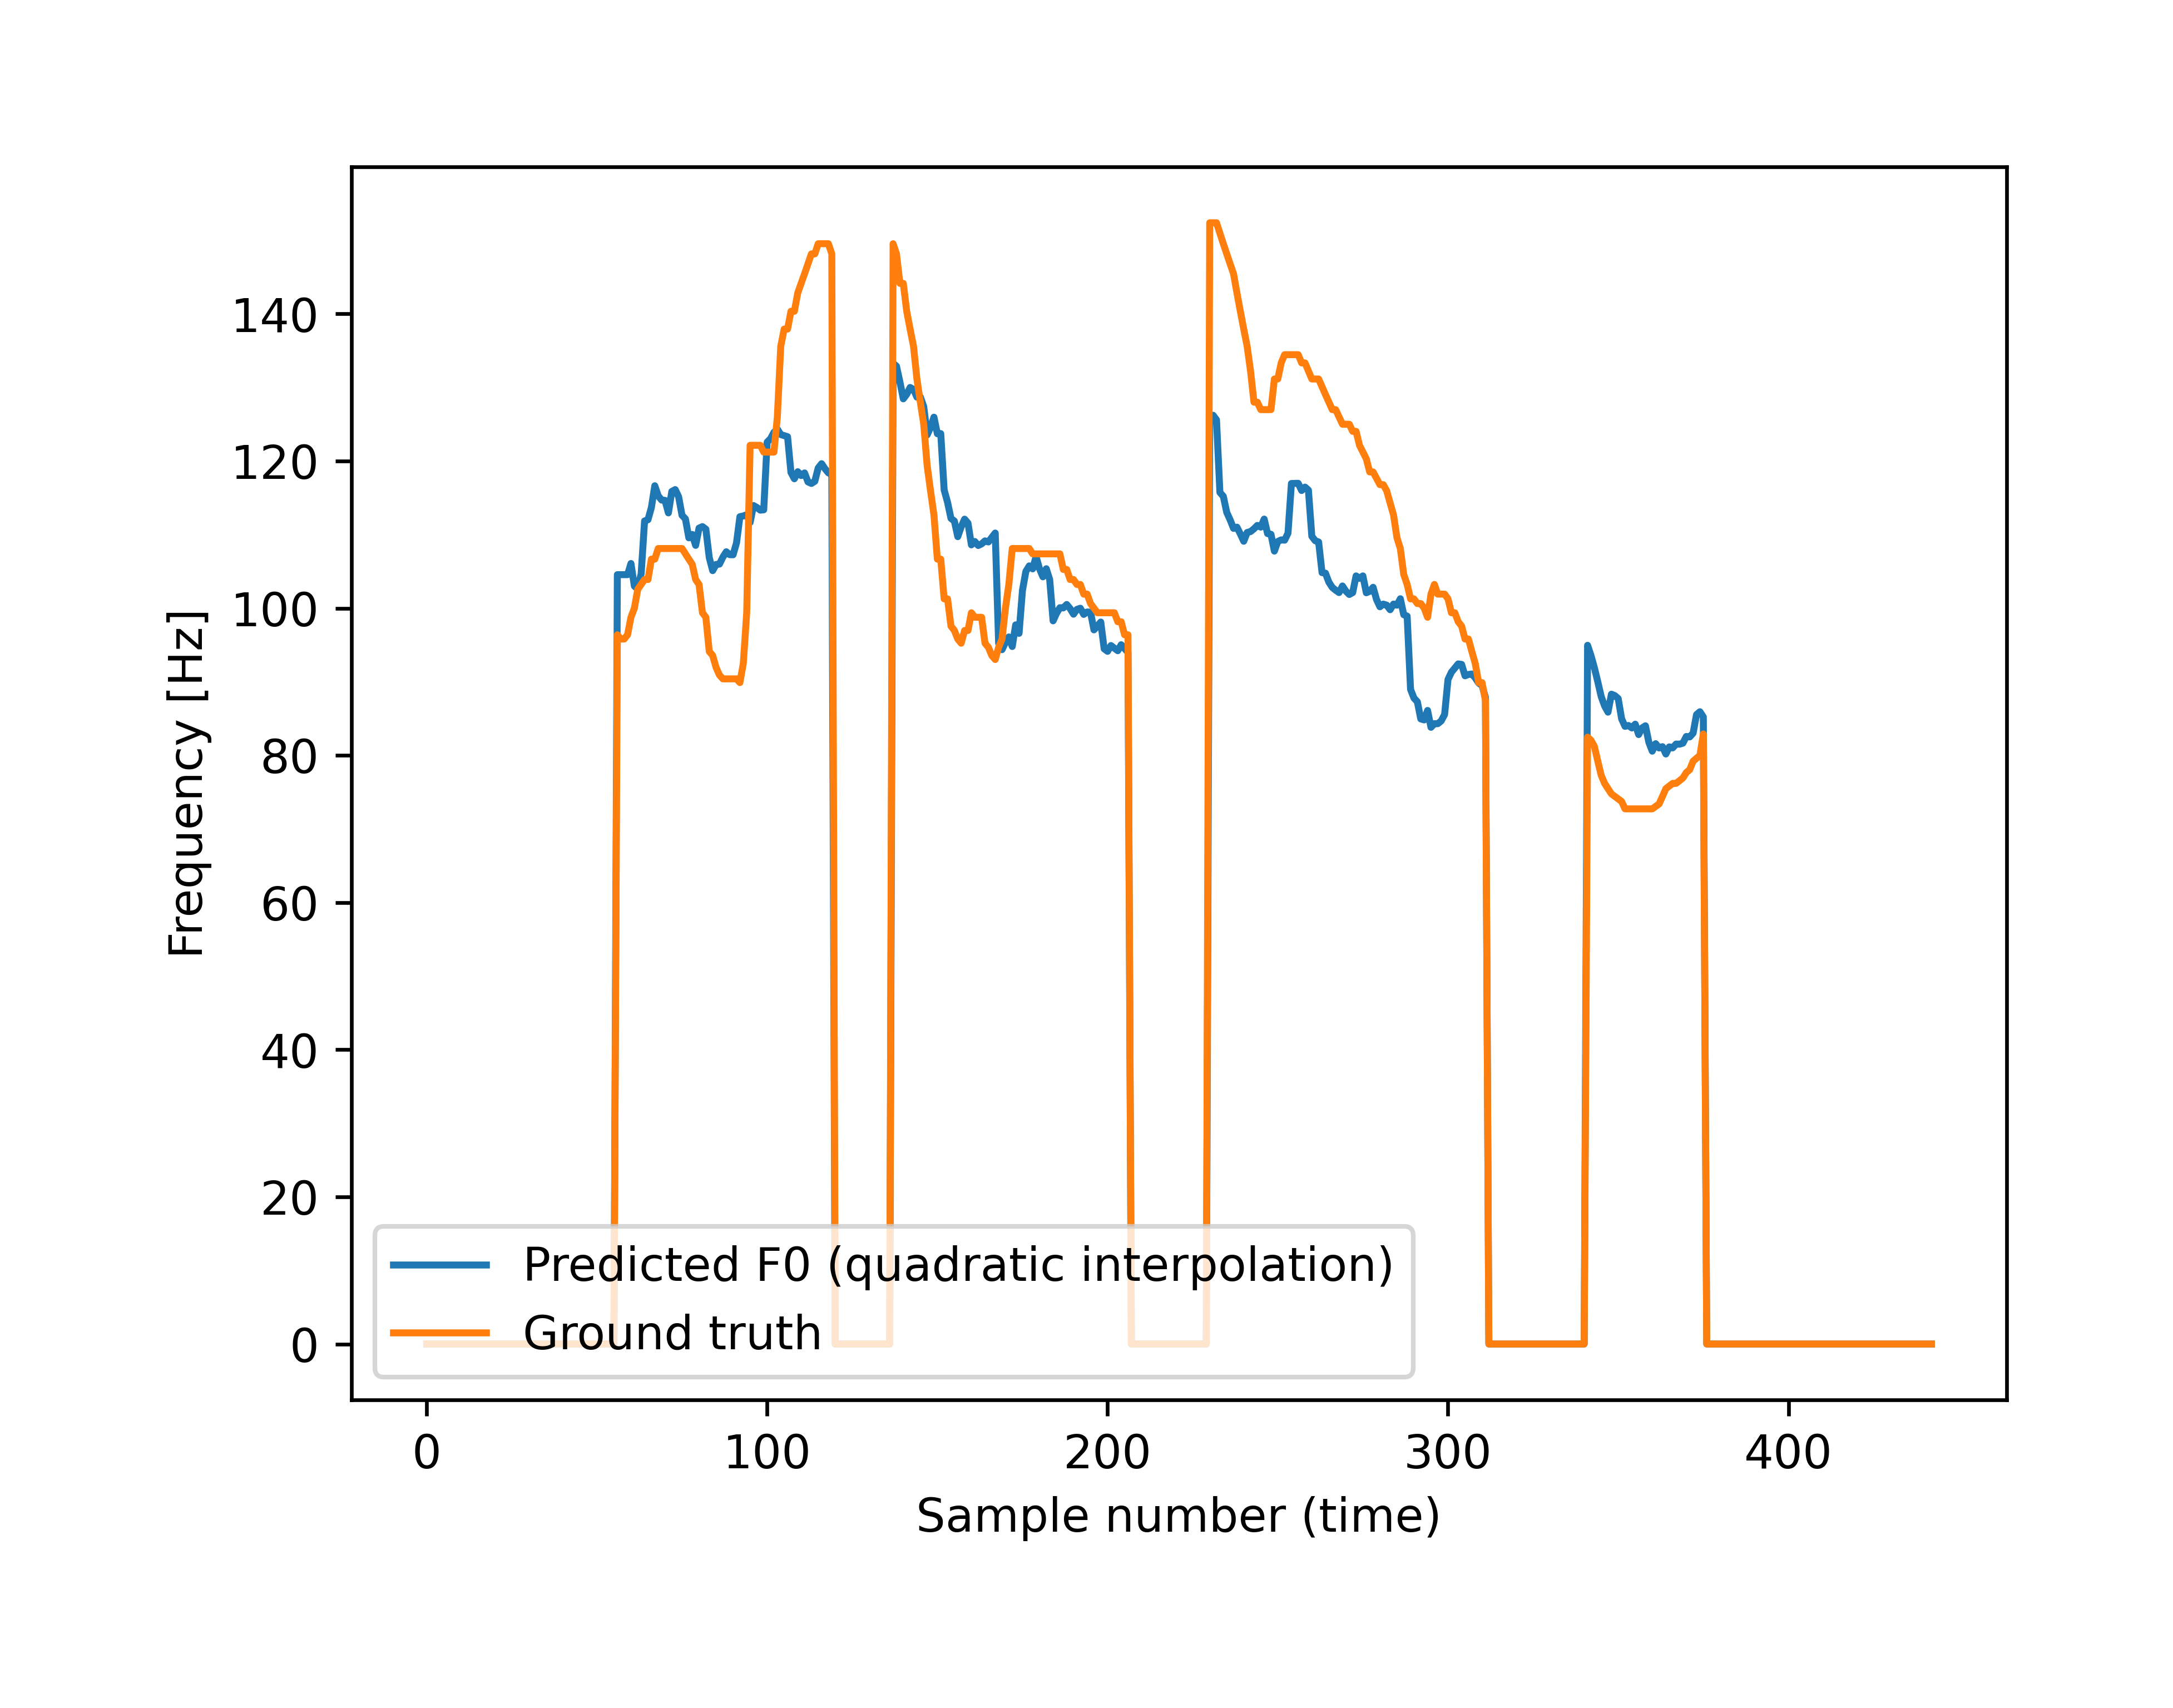 140
120
100
80
60
40
20
0
Frequency [Hz]
Predicted F0 (quadratic interpolation)
Ground truth
0 100 200 300 400
Sample number (time)